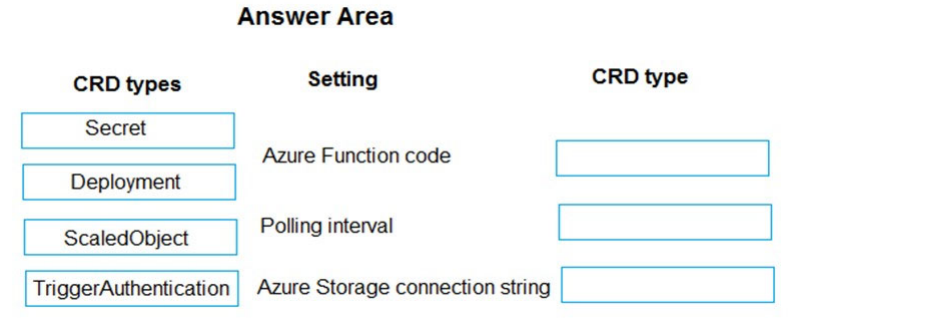 Answer Area
CRD types Setting CRD type
Secret
Azure Function code
Deployment
Polling interval
ScaledObject
TriggerAuthentication Azure Storage connection string